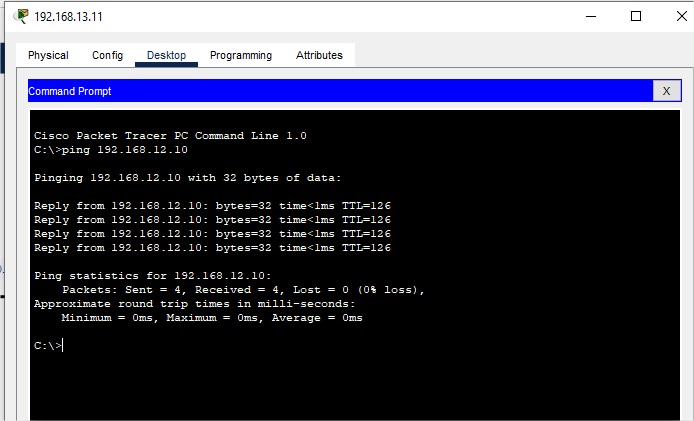 192.168.13.11
Physical Config Desktop Programming Attributes
Command Prompt X
Cisco Packet Tracer PC Command Line 1.0
C:\>ping 192.168.12.10
Pinging 192.168.12.10 with 32 bytes of data:
Reply from 192.168.12.10: bytes=32 time<1ms TTL=126
Reply from 192.168.12.10: bytes=32 time<1ms TTL=126
Reply from 192.168.12.10: bytes=32 time<1ms TTL=126
Reply from 192.168.12.10: bytes=32 time<1ms TTL=126
Ping statistics for 192.168.12.10:
Packets: Sent = 4, Received = 4, Lost = 0 (0% loss),
Approximate round trip times in milli-seconds:
Minimum = 0ms, Maximum = 0ms, Average = 0ms
C:\>